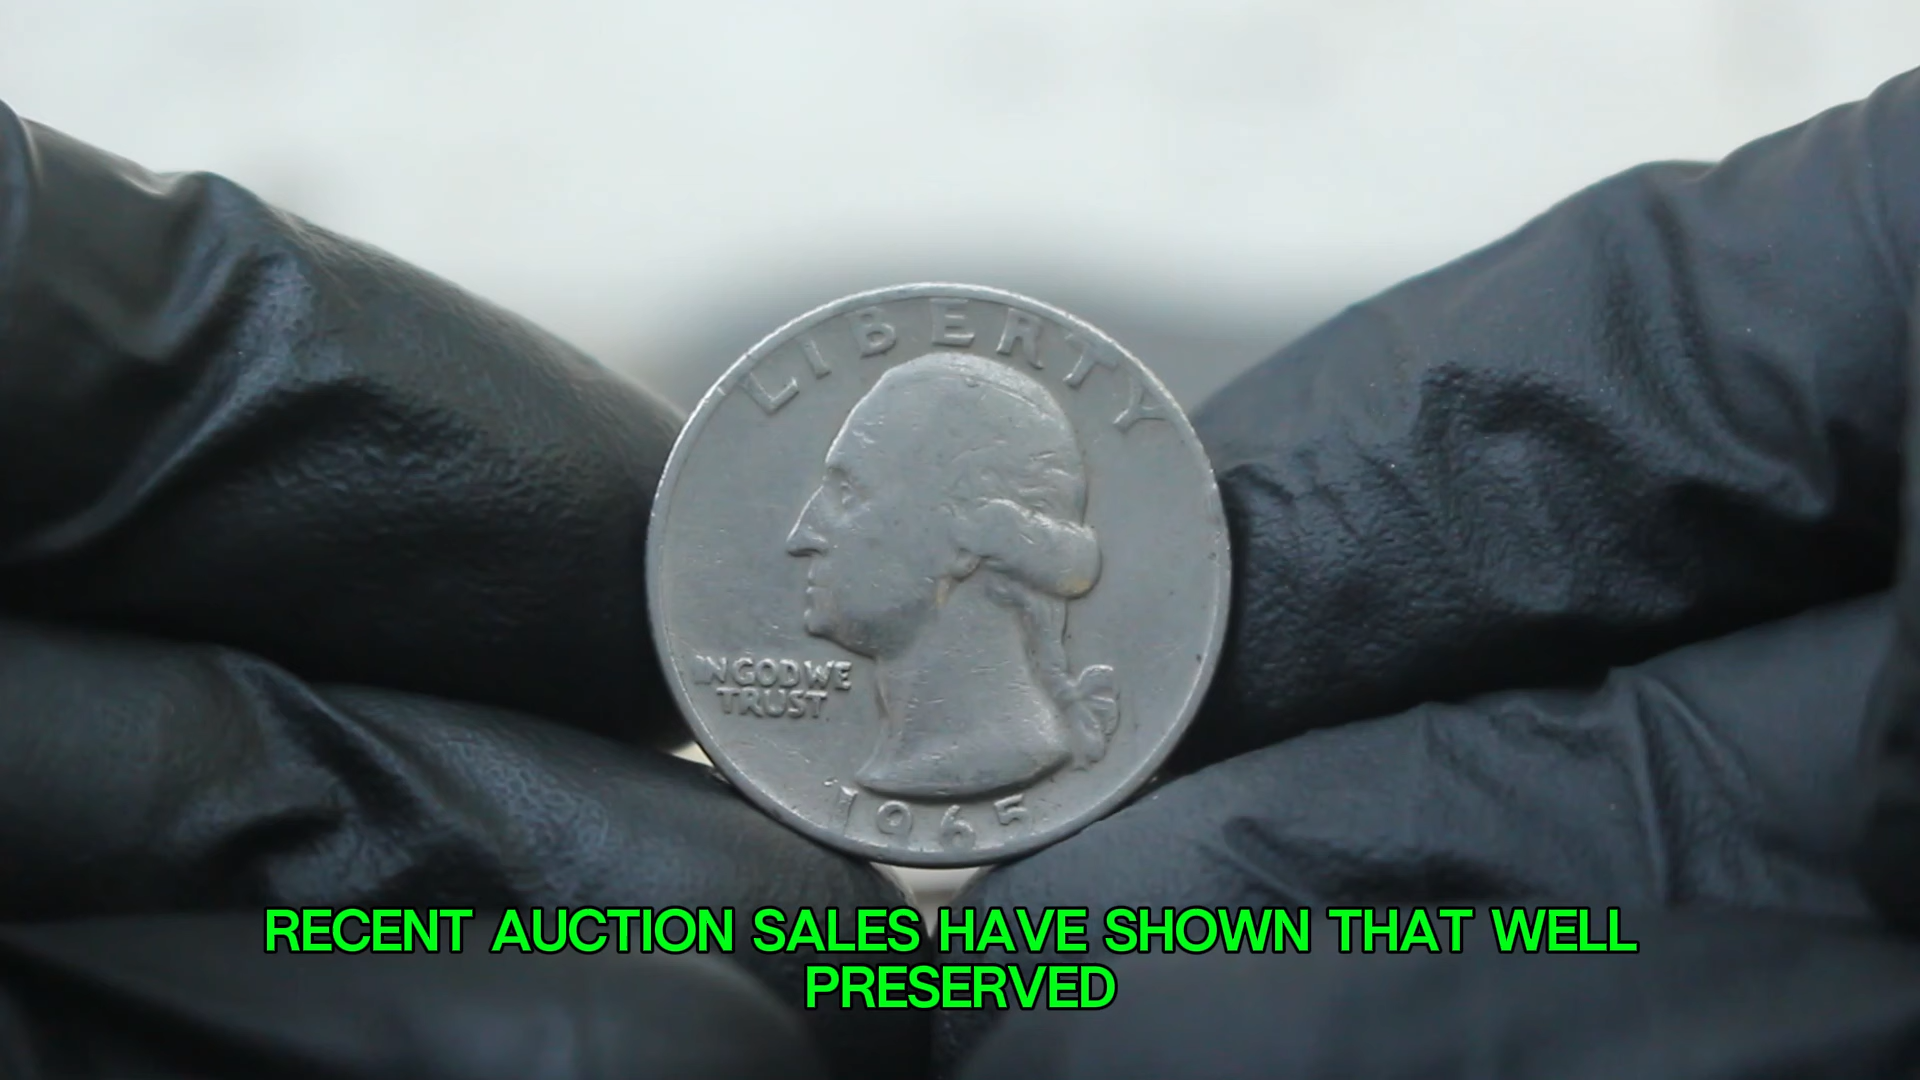 LIBERTY
IN GOD WE
TRUST
1965
RECENT AUCTION SALES HAVE SHOWN THAT WELL
PRESERVED